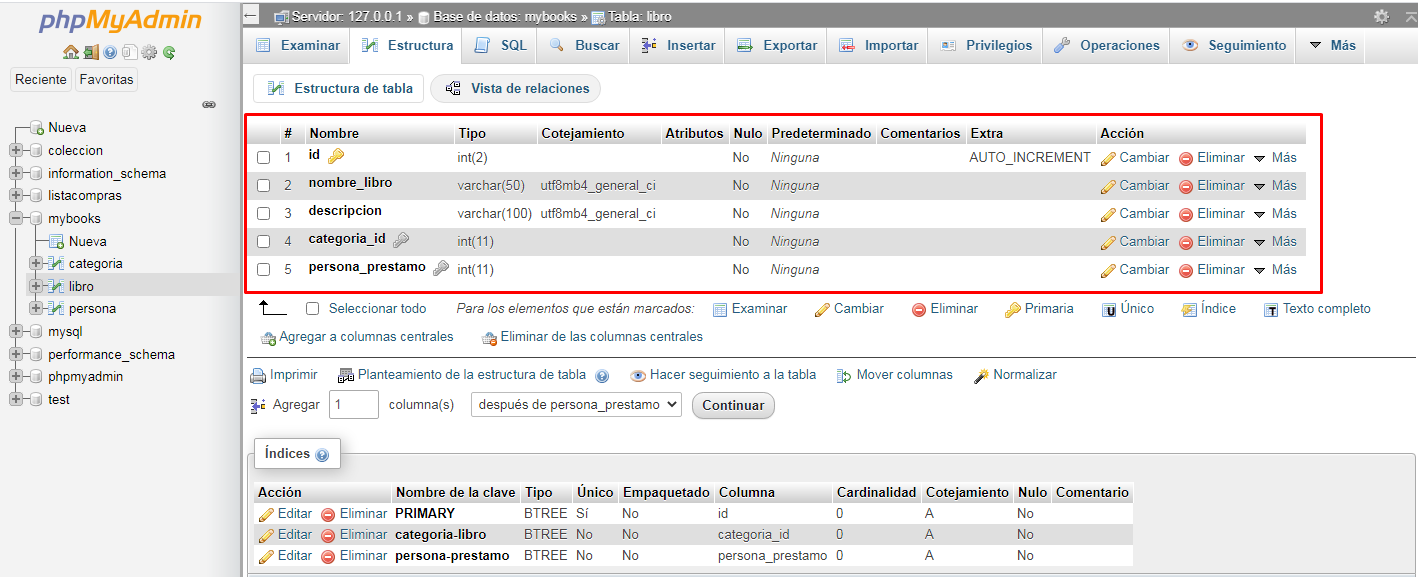 phpMyAdmin
Reciente Favoritas
Nueva
coleccion
information_schema
listacompras
mybooks
Nueva
categoria
libro
persona
mysql
performance_schema
phpmyadmin
test
Servidor: 127.0.0.1 » Base de datos: mybooks » Tabla: libro
Examinar Estructura SQL Buscar Insertar Exportar Importar Privilegios Operaciones Seguimiento Más
Estructura de tabla Vista de relaciones
# Nombre Tipo Cotejamiento Atributos Nulo Predeterminado Comentarios Extra Acción
1 id int(2) No Ninguna AUTO_INCREMENT Cambiar Eliminar Más
2 nombre_libro varchar(50) utf8mb4_general_ci No Ninguna Cambiar Eliminar Más
3 descripcion varchar(100) utf8mb4_general_ci No Ninguna Cambiar Eliminar Más
4 categoria_id int(11) No Ninguna Cambiar Eliminar Más
5 persona_prestamo int(11) No Ninguna Cambiar Eliminar Más
Seleccionar todo Para los elementos que están marcados: Examinar Cambiar Eliminar Primaria Único Índice Texto completo
Agregar a columnas centrales Eliminar de las columnas centrales
Imprimir Planteamiento de la estructura de tabla Hacer seguimiento a la tabla Mover columnas Normalizar
Agregar 1 columna(s) después de persona_prestamo Continuar
Índices
Acción Nombre de la clave Tipo Único Empaquetado Columna Cardinalidad Cotejamiento Nulo Comentario
Editar Eliminar PRIMARY BTREE Sí No id 0 A No
Editar Eliminar categoria-libro BTREE No No categoria_id 0 A No
Editar Eliminar persona-prestamo BTREE No No persona_prestamo 0 A No